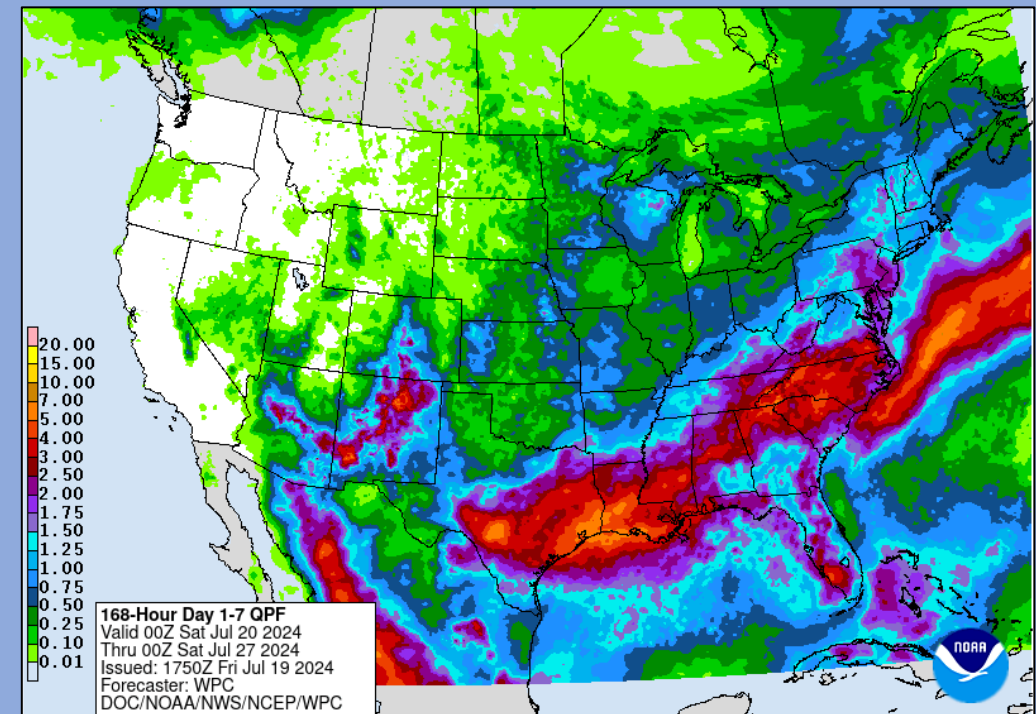 20.00
15.00
10.00
7.00
5.00
4.00
3.00
2.50
2.00
1.75
1.50
1.25
1.00
0.75
0.50
0.25
0.10
0.01
168-Hour Day 1-7 QPF
Valid 00Z Sat Jul 20 2024
Thru 00Z Sat Jul 27 2024
Issued: 1750Z Fri Jul 19 2024
Forecaster: WPC
DOC/NOAA/NWS/NCEP/WPC
NOAA